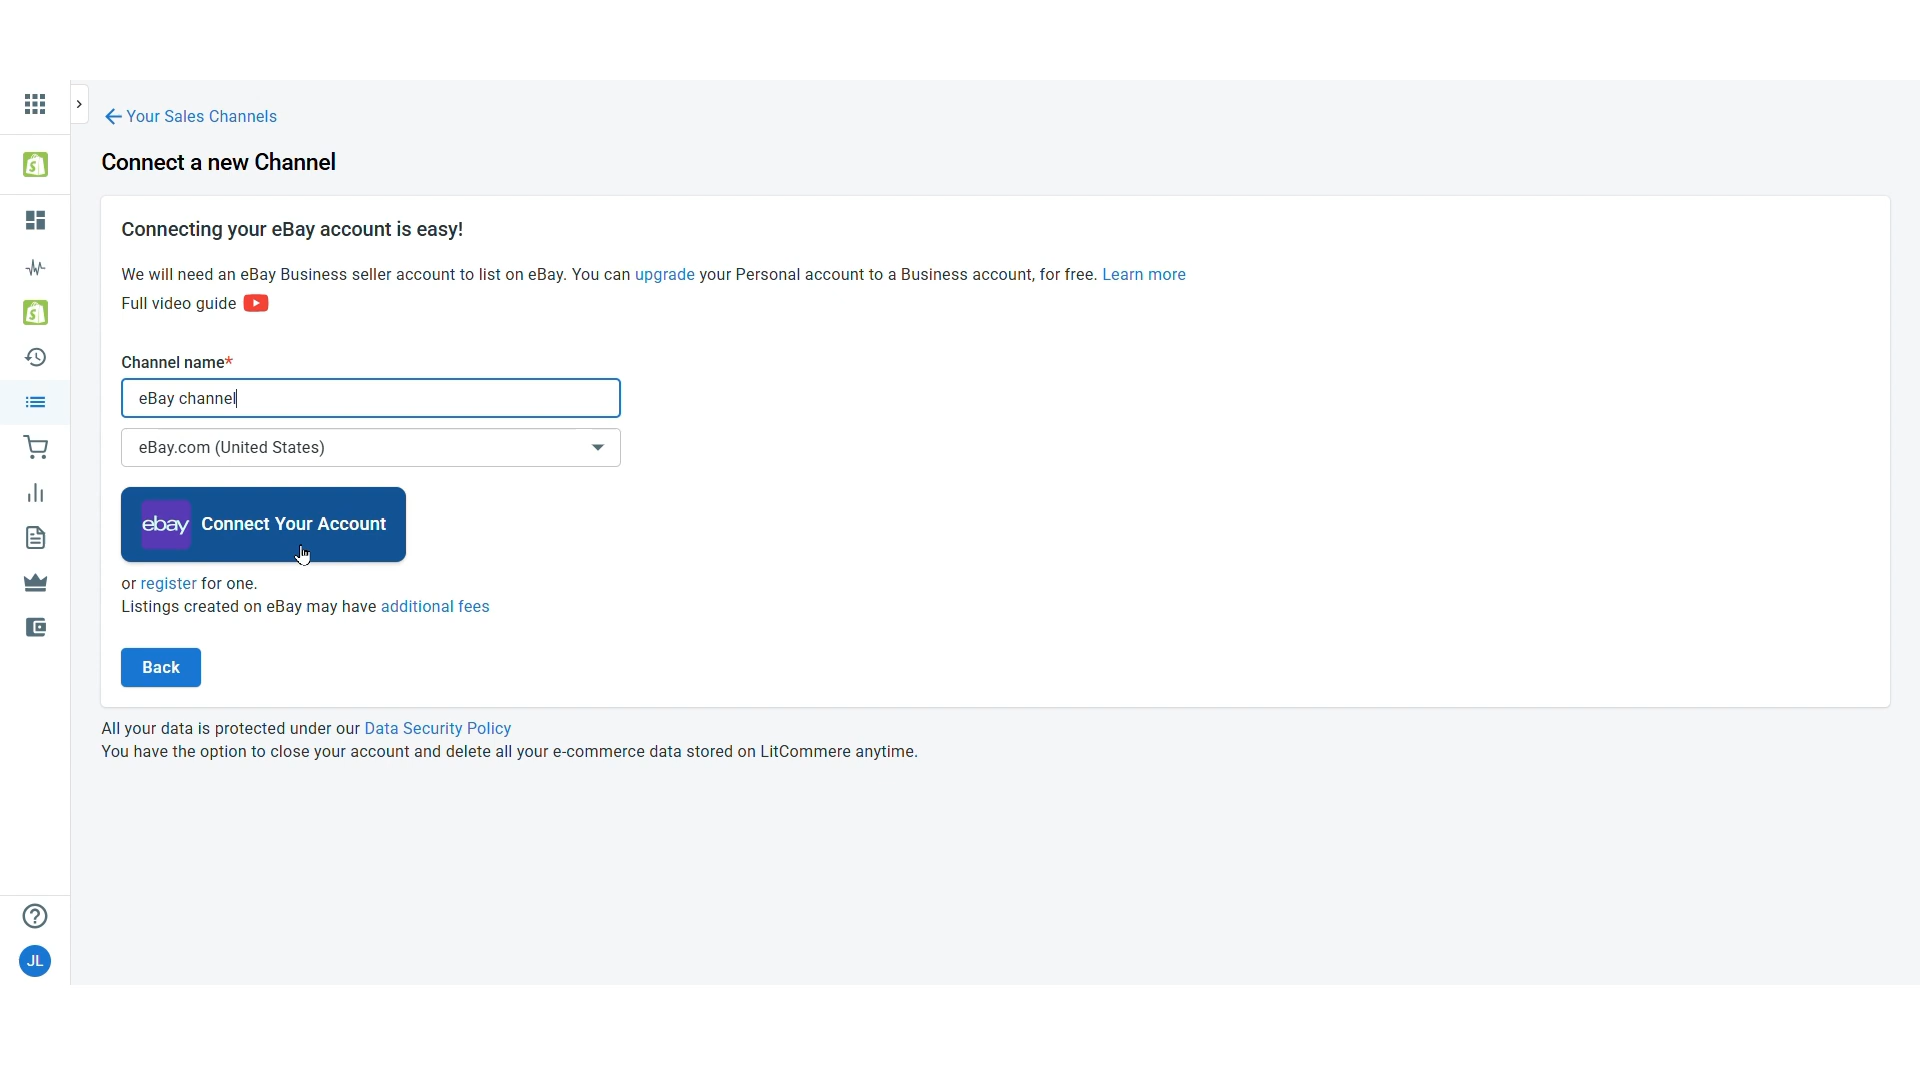 Your Sales Channels
Connect a new Channel
Connecting your eBay account is easy!
We will need an eBay Business seller account to list on eBay. You can upgrade your Personal account to a Business account, for free. Learn more
Full video guide
Channel name*
eBay channel
eBay.com (United States)
ebay Connect Your Account
or register for one.
Listings created on eBay may have additional fees
Back
All your data is protected under our Data Security Policy
You have the option to close your account and delete all your e-commerce data stored on LitCommere anytime.
JL